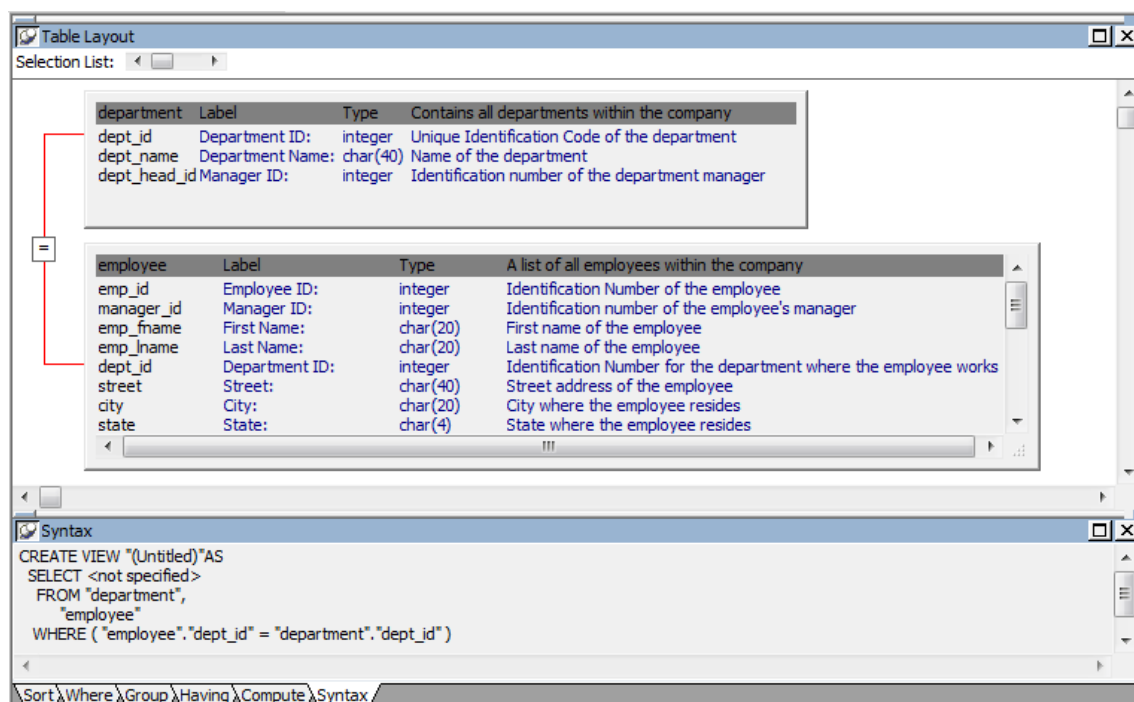 Table Layout
Selection List:
department Label Type Contains all departments within the company
dept_id Department ID: integer Unique Identification Code of the department
dept_name Department Name: char(40) Name of the department
dept_head_id Manager ID: integer Identification number of the department manager
=
employee Label Type A list of all employees within the company
emp_id Employee ID: integer Identification Number of the employee
manager_id Manager ID: integer Identification number of the employee's manager
emp_fname First Name: char(20) First name of the employee
emp_lname Last Name: char(20) Last name of the employee
dept_id Department ID: integer Identification Number for the department where the employee works
street Street: char(40) Street address of the employee
city City: char(20) City where the employee resides
state State: char(4) State where the employee resides
Syntax
CREATE VIEW "(Untitled)"AS
SELECT <not specified>
FROM "department",
"employee"
WHERE ( "employee"."dept_id" = "department"."dept_id" )
Sort Where Group Having Compute Syntax